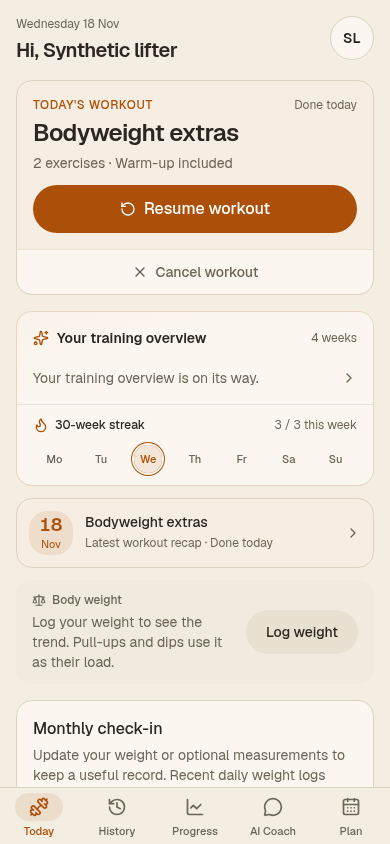 Wednesday 18 Nov
Hi, Synthetic lifter
SL
TODAY'S WORKOUT
Done today
Bodyweight extras
2 exercises · Warm-up included
Resume workout
Cancel workout
Your training overview
4 weeks
Your training overview is on its way.
30-week streak
3 / 3 this week
Mo Tu We Th Fr Sa Su
18
Nov
Bodyweight extras
Latest workout recap · Done today
Body weight
Log your weight to see the
trend. Pull-ups and dips use it
as their load.
Log weight
Monthly check-in
Update your weight or optional measurements to
keep a useful record. Recent daily weight logs
Today History Progress AI Coach Plan